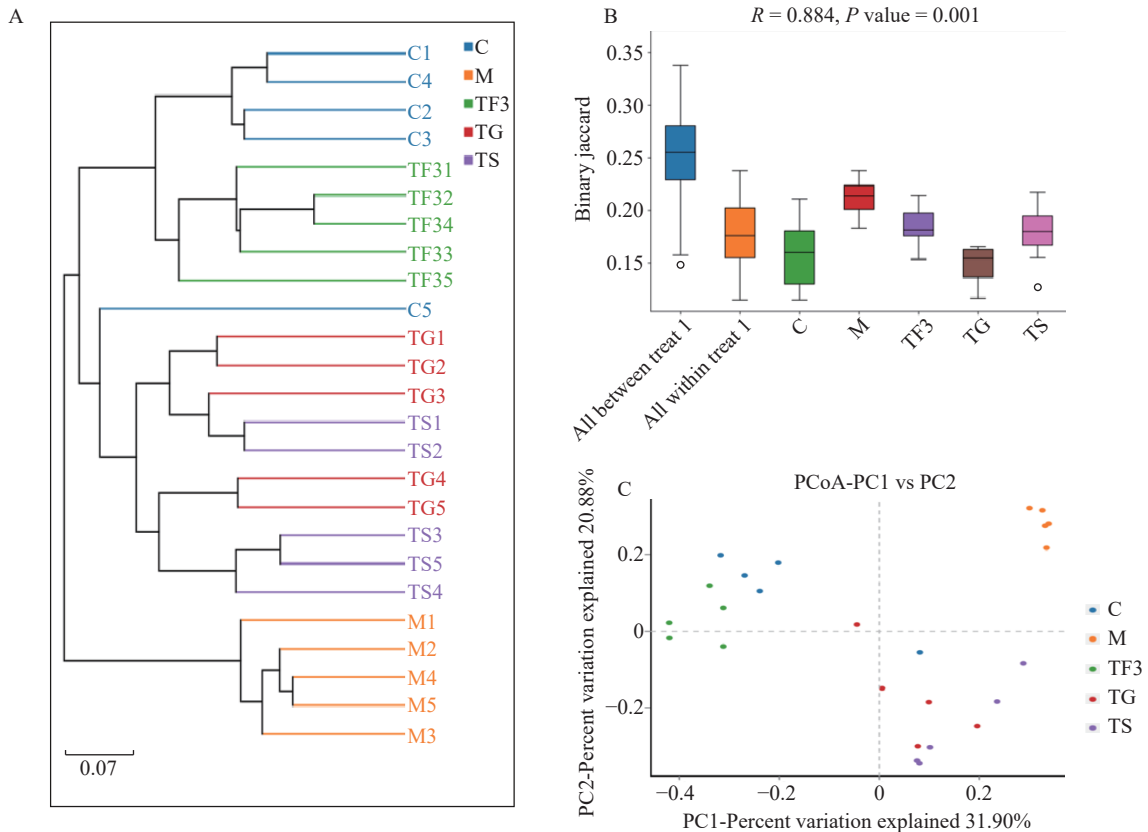 A
C1
C4
C2
C3
TF31
TF32
TF34
TF33
TF35
C5
TG1
TG2
TG3
TS1
TS2
TG4
TG5
TS3
TS5
TS4
M1
M2
M4
M5
M3
C
M
TF3
TG
TS
0.07
B
R = 0.884, P value = 0.001
Binary jaccard
0.35
0.30
0.25
0.20
0.15
All between treat 1
All within treat 1
C
M
TF3
TG
TS
C
PCoA-PC1 vs PC2
PC2-Percent variation explained 20.88%
0.2
0
−0.2
−0.4
−0.2
0
0.2
PC1-Percent variation explained 31.90%
C
M
TF3
TG
TS